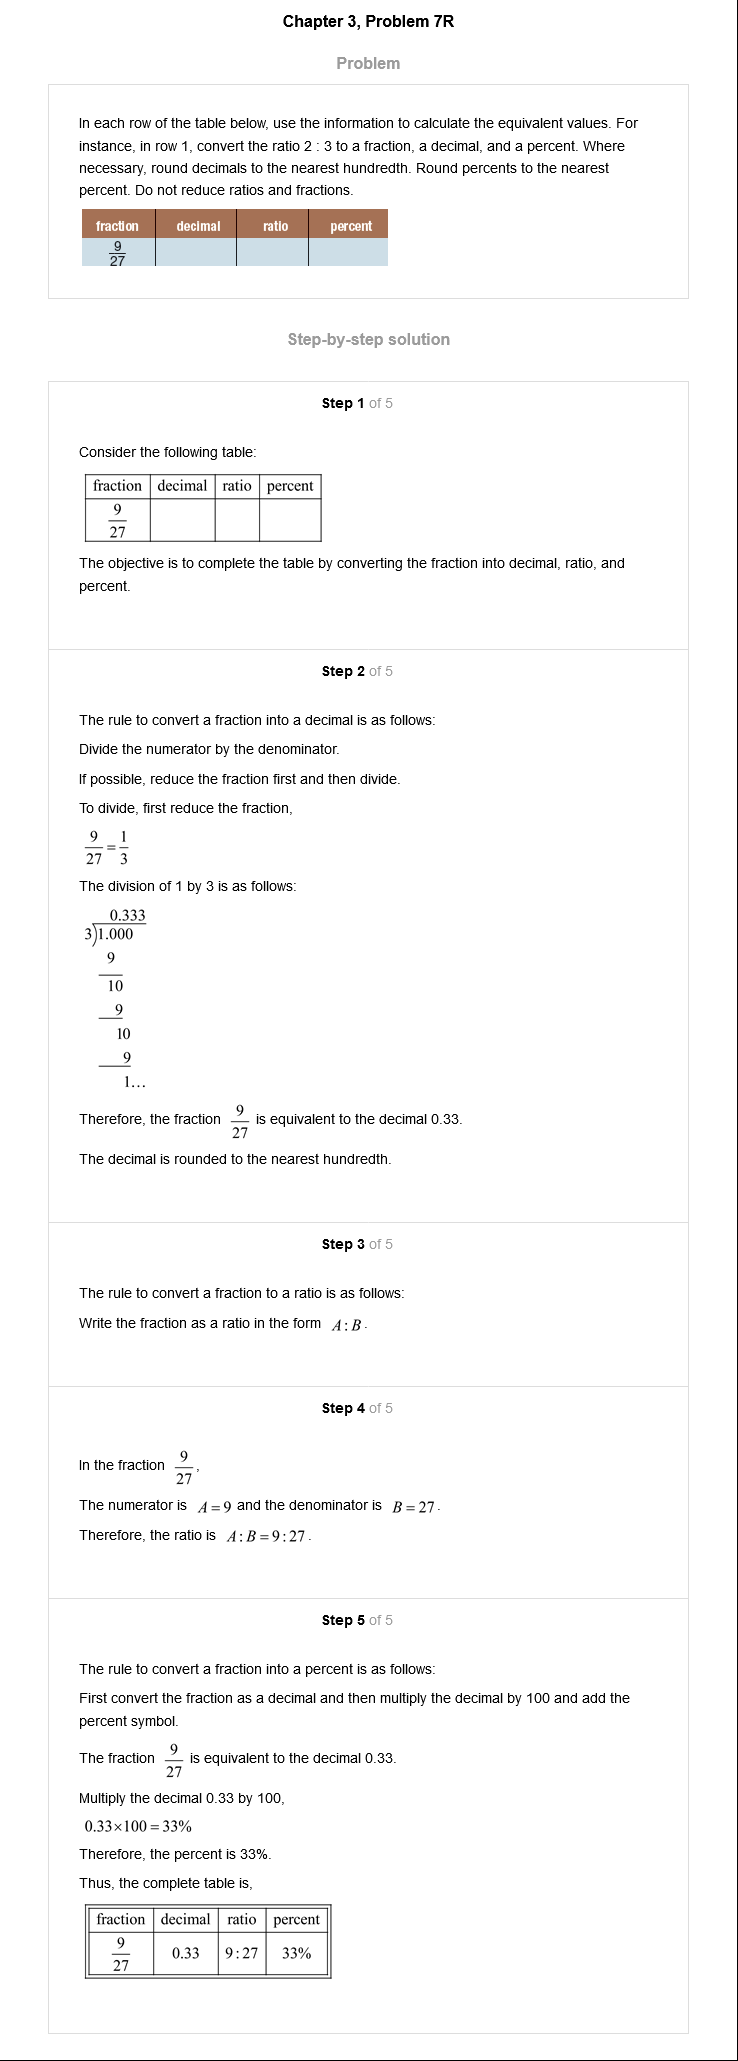 Chapter 3, Problem 7R
Problem
In each row of the table below, use the information to calculate the equivalent values. For
instance, in row 1, convert the ratio 2 : 3 to a fraction, a decimal, and a percent. Where
necessary, round decimals to the nearest hundredth. Round percents to the nearest
percent. Do not reduce ratios and fractions.
fraction decimal ratio percent
9
27
Step-by-step solution
Step 1 of 5
Consider the following table:
fraction decimal ratio percent
9
27
The objective is to complete the table by converting the fraction into decimal, ratio, and
percent.
Step 2 of 5
The rule to convert a fraction into a decimal is as follows:
Divide the numerator by the denominator.
If possible, reduce the fraction first and then divide.
To divide, first reduce the fraction,
9/27 = 1/3
The division of 1 by 3 is as follows:
0.333
3)1.000
9
10
9
10
9
1...
Therefore, the fraction 9/27 is equivalent to the decimal 0.33.
The decimal is rounded to the nearest hundredth.
Step 3 of 5
The rule to convert a fraction to a ratio is as follows:
Write the fraction as a ratio in the form A : B.
Step 4 of 5
In the fraction 9/27,
The numerator is A = 9 and the denominator is B = 27.
Therefore, the ratio is A : B = 9 : 27.
Step 5 of 5
The rule to convert a fraction into a percent is as follows:
First convert the fraction as a decimal and then multiply the decimal by 100 and add the
percent symbol.
The fraction 9/27 is equivalent to the decimal 0.33.
Multiply the decimal 0.33 by 100,
0.33×100 = 33%
Therefore, the percent is 33%.
Thus, the complete table is,
fraction decimal ratio percent
9/27 0.33 9 : 27 33%